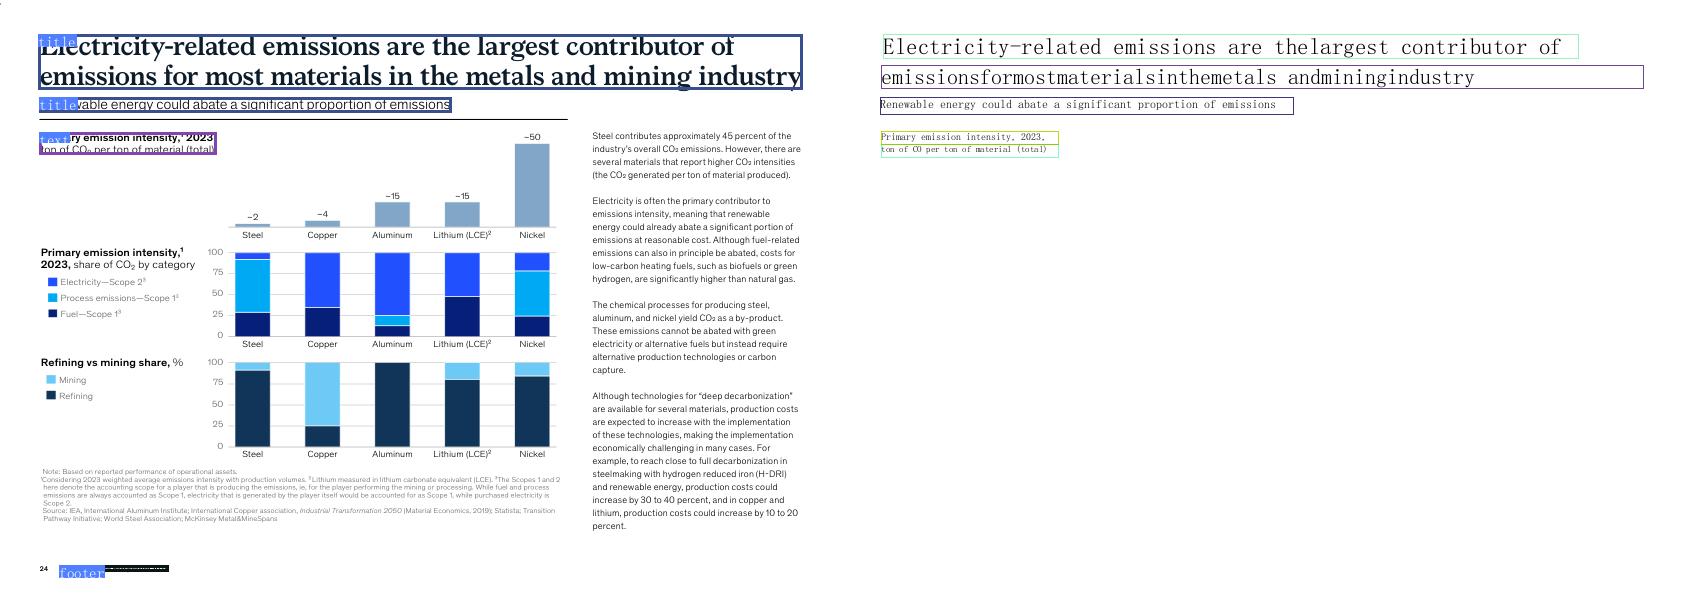 title
Electricity-related emissions are the largest contributor of
emissions for most materials in the metals and mining industry
title
wable energy could abate a significant proportion of emissions
text
ry emission intensity,¹ 2023,
ton of CO₂ per ton of material (total)
~2
~4
~15
~15
~50
Steel
Copper
Aluminum
Lithium (LCE)²
Nickel
Primary emission intensity,¹
2023, share of CO₂ by category
Electricity—Scope 2³
Process emissions—Scope 1³
Fuel—Scope 1³
100
75
50
25
0
Steel
Copper
Aluminum
Lithium (LCE)²
Nickel
Refining vs mining share, %
Mining
Refining
100
75
50
25
0
Steel
Copper
Aluminum
Lithium (LCE)²
Nickel
Note: Based on reported performance of operational assets.
¹Considering 2023 weighted average emissions intensity with production volumes. ²Lithium measured in lithium carbonate equivalent (LCE). ³The Scopes 1 and 2
here denote the accounting scope for a player that is producing the emissions, ie, for the player performing the mining or processing. While fuel and process
emissions are always accounted as Scope 1, electricity that is generated by the player itself would be accounted for as Scope 1, while purchased electricity is
Scope 2.
Source: IEA, International Aluminum Institute; International Copper association, Industrial Transformation 2050 (Material Economics, 2019); Statista; Transition
Pathway Initiative; World Steel Association; McKinsey Metal&MineSpans
Steel contributes approximately 45 percent of the
industry's overall CO₂ emissions. However, there are
several materials that report higher CO₂ intensities
(the CO₂ generated per ton of material produced).
Electricity is often the primary contributor to
emissions intensity, meaning that renewable
energy could already abate a significant portion of
emissions at reasonable cost. Although fuel-related
emissions can also in principle be abated, costs for
low-carbon heating fuels, such as biofuels or green
hydrogen, are significantly higher than natural gas.
The chemical processes for producing steel,
aluminum, and nickel yield CO₂ as a by-product.
These emissions cannot be abated with green
electricity or alternative fuels but instead require
alternative production technologies or carbon
capture.
Although technologies for “deep decarbonization”
are available for several materials, production costs
are expected to increase with the implementation
of these technologies, making the implementation
economically challenging in many cases. For
example, to reach close to full decarbonization in
steelmaking with hydrogen reduced iron (H-DRI)
and renewable energy, production costs could
increase by 30 to 40 percent, and in copper and
lithium, production costs could increase by 10 to 20
percent.
24
footer
Electricity-related emissions are thelargest contributor of
emissionsformostmaterialsinthemetals andminingindustry
Renewable energy could abate a significant proportion of emissions
Primary emission intensity, 2023,
ton of CO per ton of material (total)